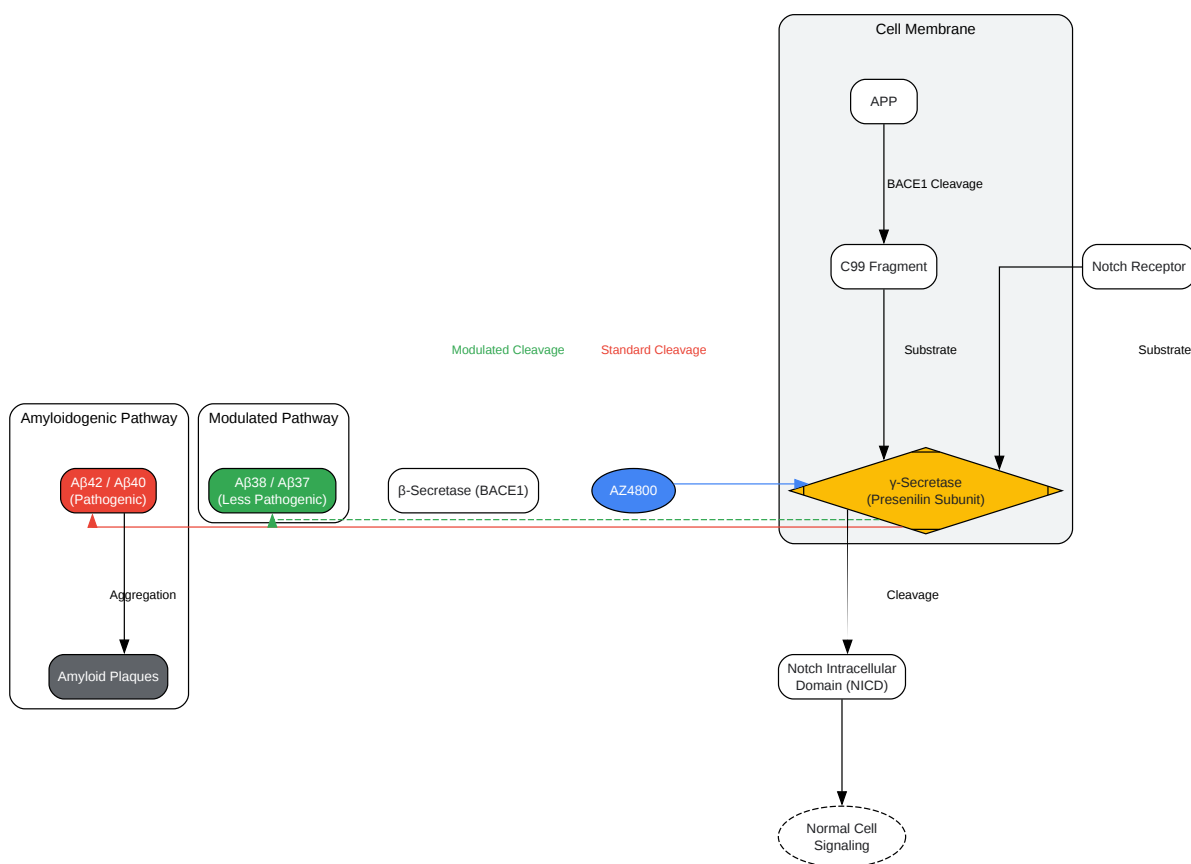 Cell Membrane
APP
BACE1 Cleavage
C99 Fragment
Notch Receptor
Modulated Cleavage
Standard Cleavage
Substrate
Substrate
Amyloidogenic Pathway
Modulated Pathway
Aβ42 / Aβ40
(Pathogenic)
Aβ38 / Aβ37
(Less Pathogenic)
β-Secretase (BACE1)
AZ4800
γ-Secretase
(Presenilin Subunit)
Aggregation
Cleavage
Amyloid Plaques
Notch Intracellular
Domain (NICD)
Normal Cell
Signaling